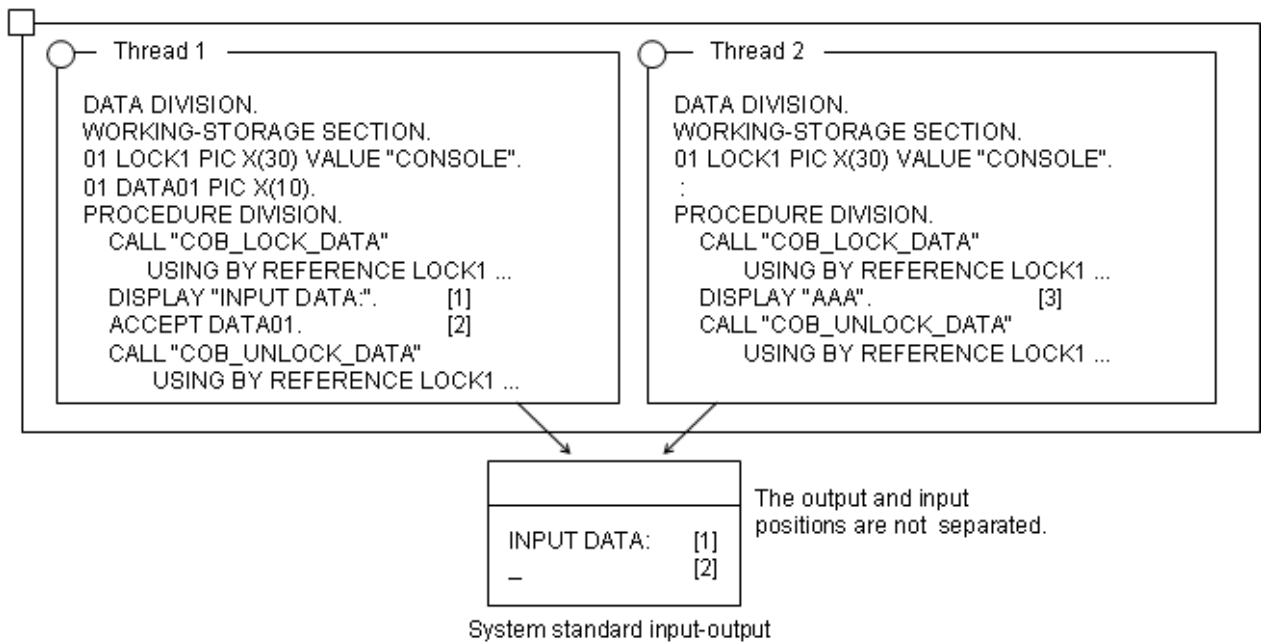 Thread 1
DATA DIVISION.
WORKING-STORAGE SECTION.
01 LOCK1 PIC X(30) VALUE "CONSOLE".
01 DATA01 PIC X(10).
PROCEDURE DIVISION.
CALL "COB_LOCK_DATA"
USING BY REFERENCE LOCK1 ...
DISPLAY "INPUT DATA:". [1]
ACCEPT DATA01. [2]
CALL "COB_UNLOCK_DATA"
USING BY REFERENCE LOCK1 ...
Thread 2
DATA DIVISION.
WORKING-STORAGE SECTION.
01 LOCK1 PIC X(30) VALUE "CONSOLE".
:
PROCEDURE DIVISION.
CALL "COB_LOCK_DATA"
USING BY REFERENCE LOCK1 ...
DISPLAY "AAA". [3]
CALL "COB_UNLOCK_DATA"
USING BY REFERENCE LOCK1 ...
INPUT DATA: [1]
_ [2]
The output and input
positions are not separated.
System standard input-output